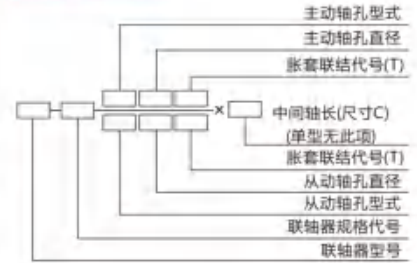 主动轴孔型式
主动轴孔直径
胀套联结代号(T)
×
中间轴长(尺寸C)
(单型无此项)
胀套联结代号(T)
从动轴孔直径
从动轴孔型式
联轴器规格代号
联轴器型号